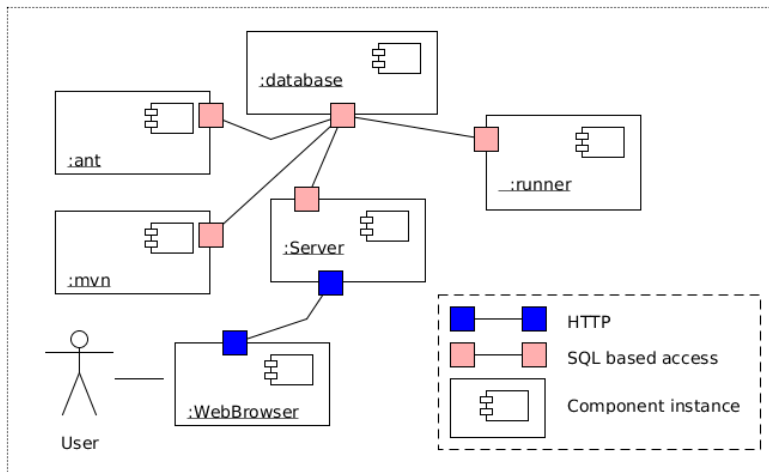 :database
:ant
:runner
:mvn
:Server
:WebBrowser
User
HTTP
SQL based access
Component instance